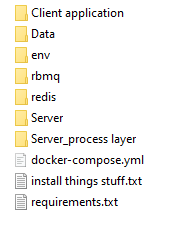 Client application
Data
env
rbmq
redis
Server
Server_process layer
docker-compose.yml
install things stuff.txt
requirements.txt